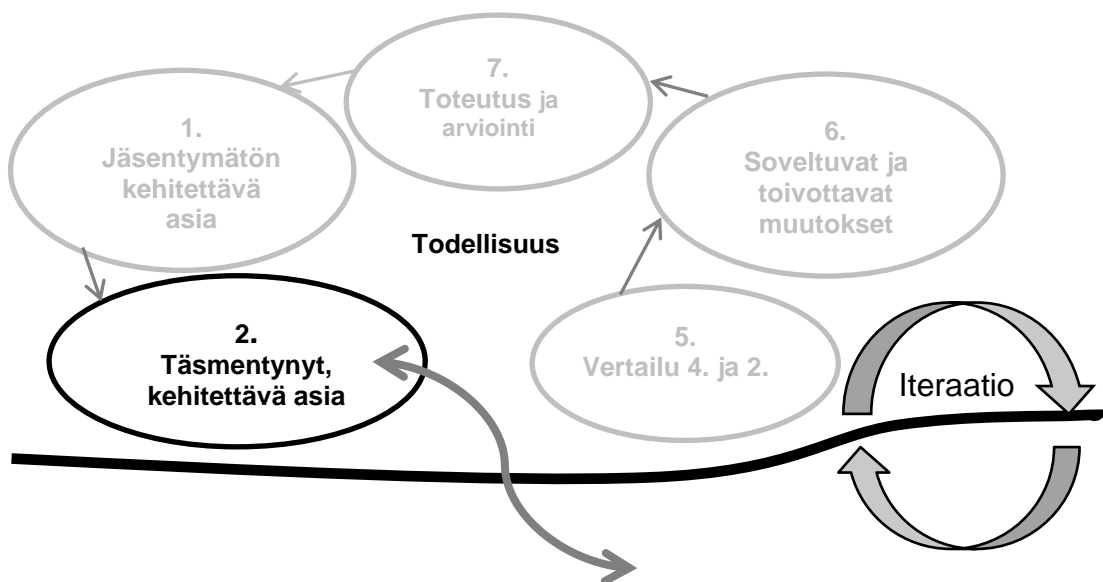 1.
Jäsentymätön
kehitettävä
asia
7.
Toteutus ja
arviointi
6.
Soveltuvat ja
toivottavat
muutokset
Todellisuus
2.
Täsmentynyt,
kehitettävä asia
5.
Vertailu 4. ja 2.
Iteraatio